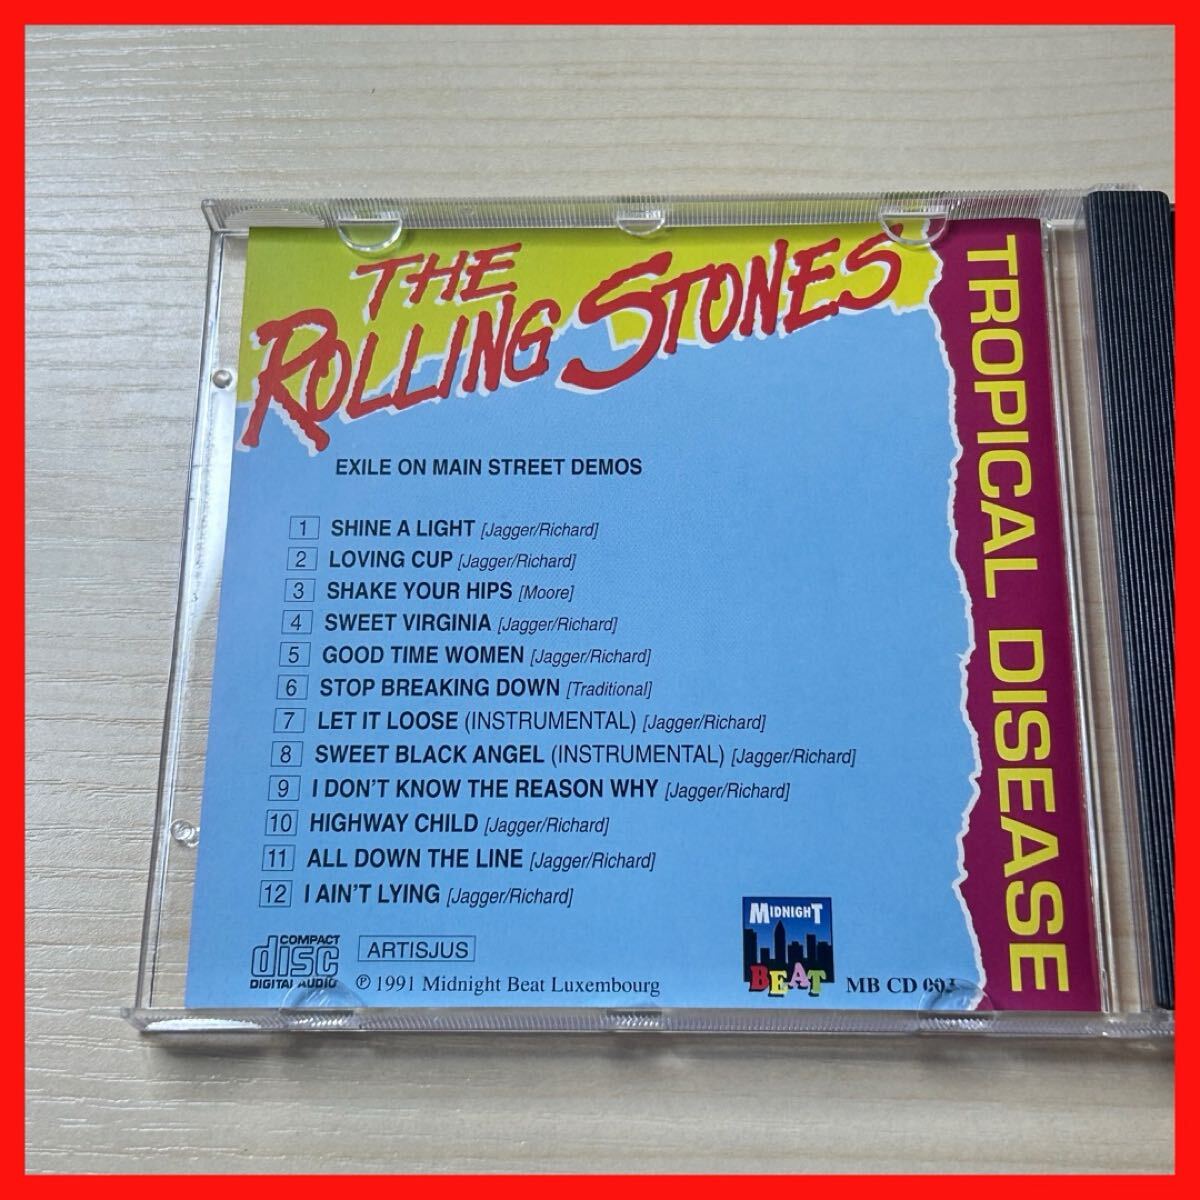 THE
ROLLING STONES
TROPICAL DISEASE
EXILE ON MAIN STREET DEMOS
1 SHINE A LIGHT [Jagger/Richard]
2 LOVING CUP [Jagger/Richard]
3 SHAKE YOUR HIPS [Moore]
4 SWEET VIRGINIA [Jagger/Richard]
5 GOOD TIME WOMEN [Jagger/Richard]
6 STOP BREAKING DOWN [Traditional]
7 LET IT LOOSE (INSTRUMENTAL) [Jagger/Richard]
8 SWEET BLACK ANGEL (INSTRUMENTAL) [Jagger/Richard]
9 I DON'T KNOW THE REASON WHY [Jagger/Richard]
10 HIGHWAY CHILD [Jagger/Richard]
11 ALL DOWN THE LINE [Jagger/Richard]
12 I AIN'T LYING [Jagger/Richard]
COMPACT
disc
DIGITAL AUDIO
ARTISJUS
℗ 1991 Midnight Beat Luxembourg
MIDNIGHT
BEAT
MB CD